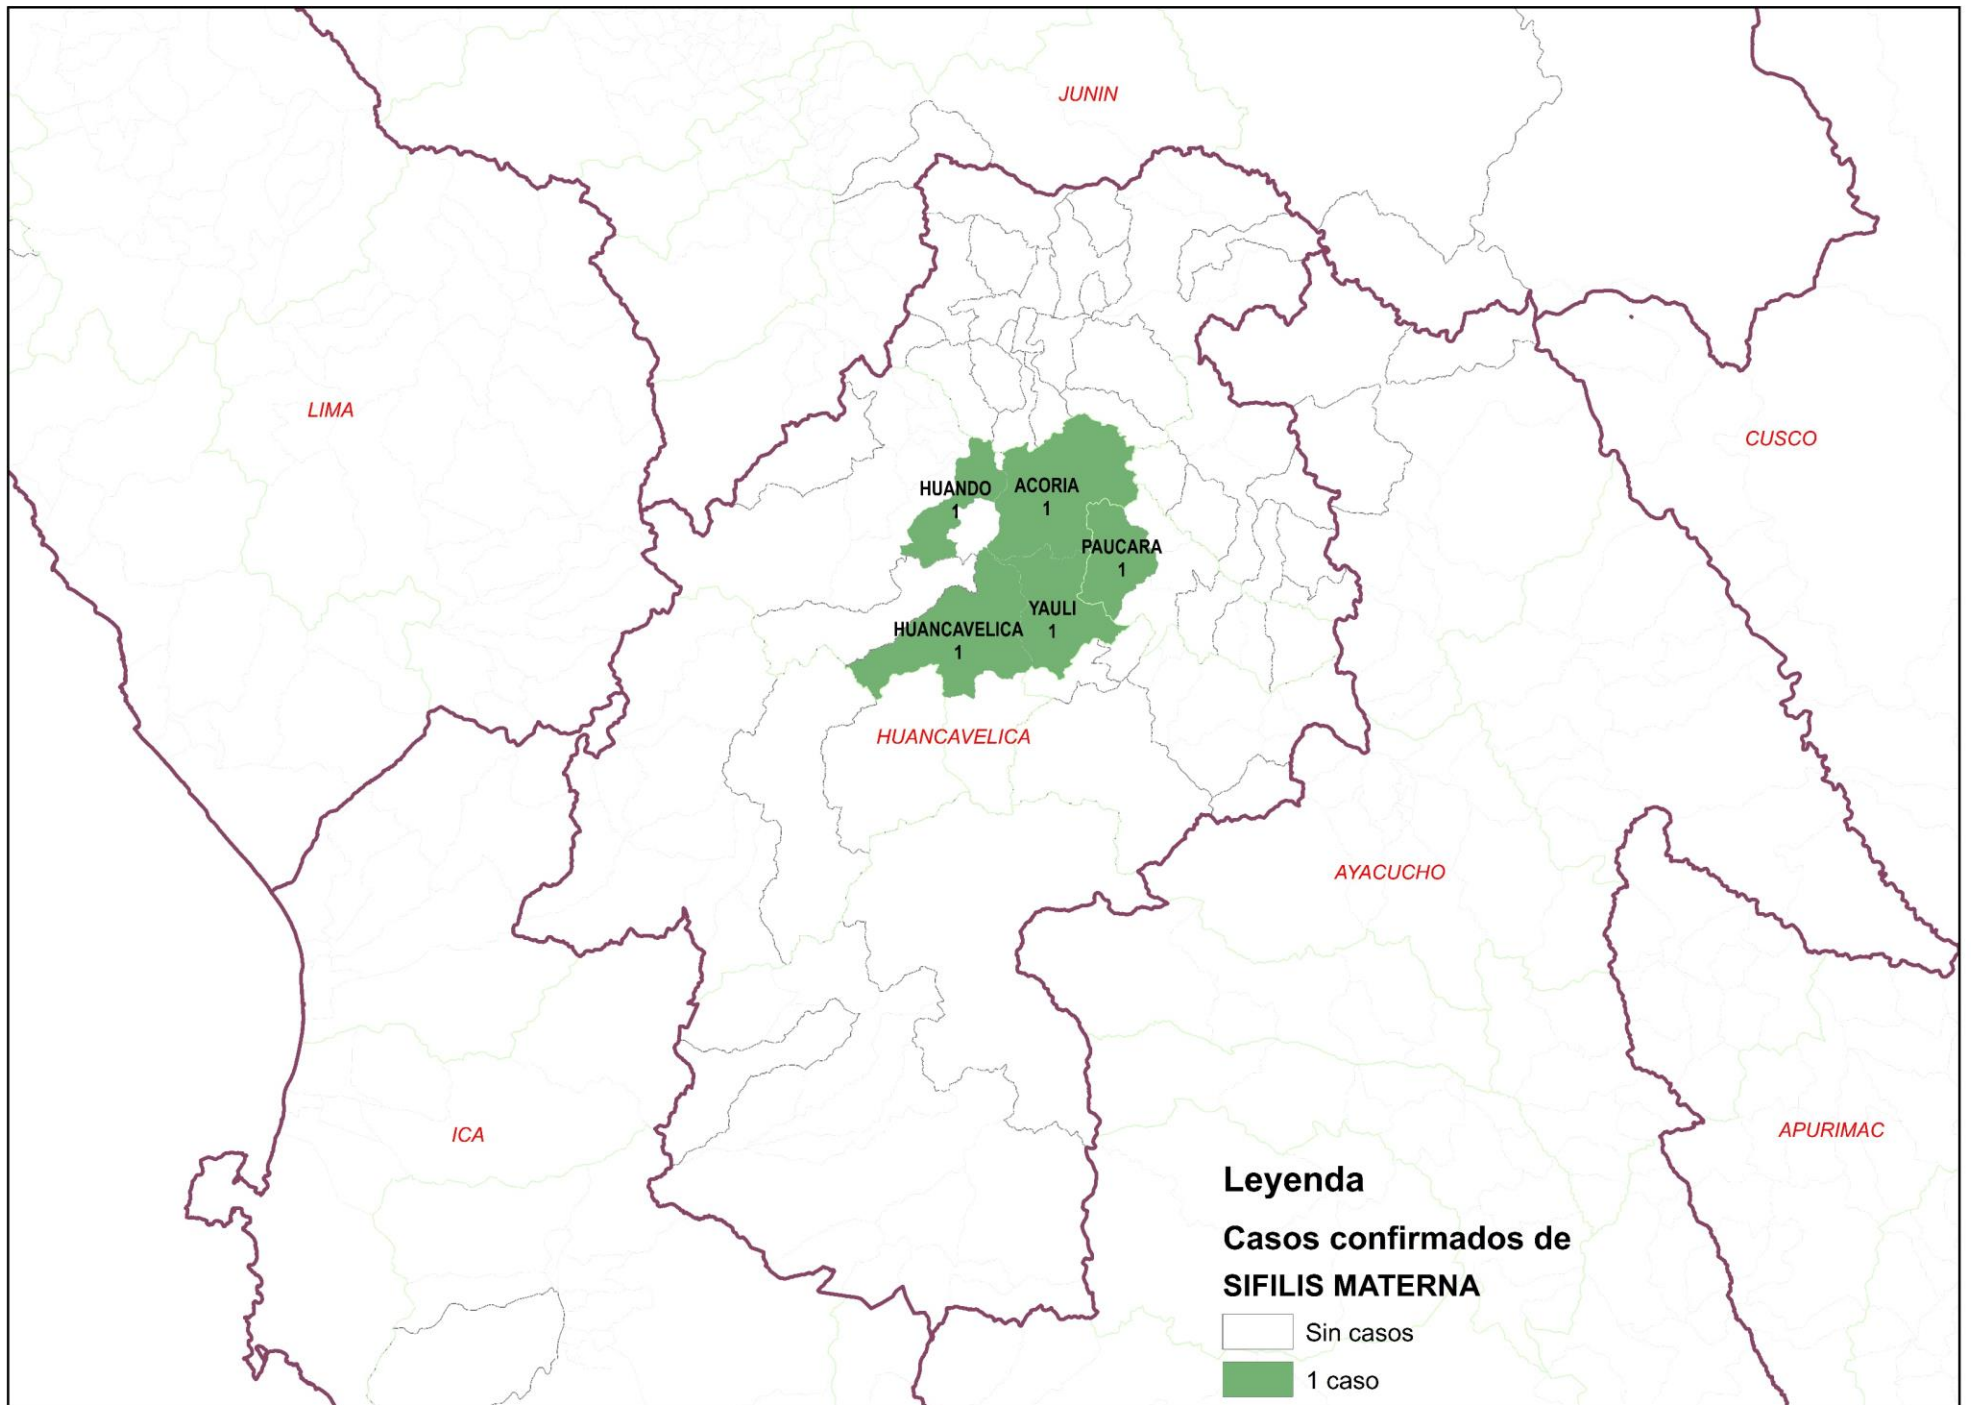 JUNIN
LIMA
CUSCO
HUANDO
1
ACORIA
1
PAUCARA
1
YAULI
1
HUANCAVELICA
1
HUANCAVELICA
AYACUCHO
ICA
APURIMAC
Leyenda
Casos confirmados de
SIFILIS MATERNA
Sin casos
1 caso